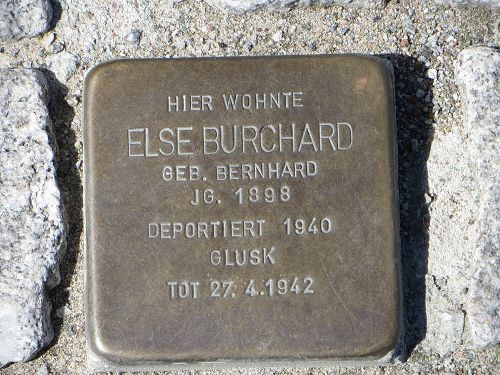 HIER WOHNTE
ELSE BURCHARD
GEB. BERNHARD
JG. 1898
DEPORTIERT 1940
GLUSK
TOT 27.4.1942